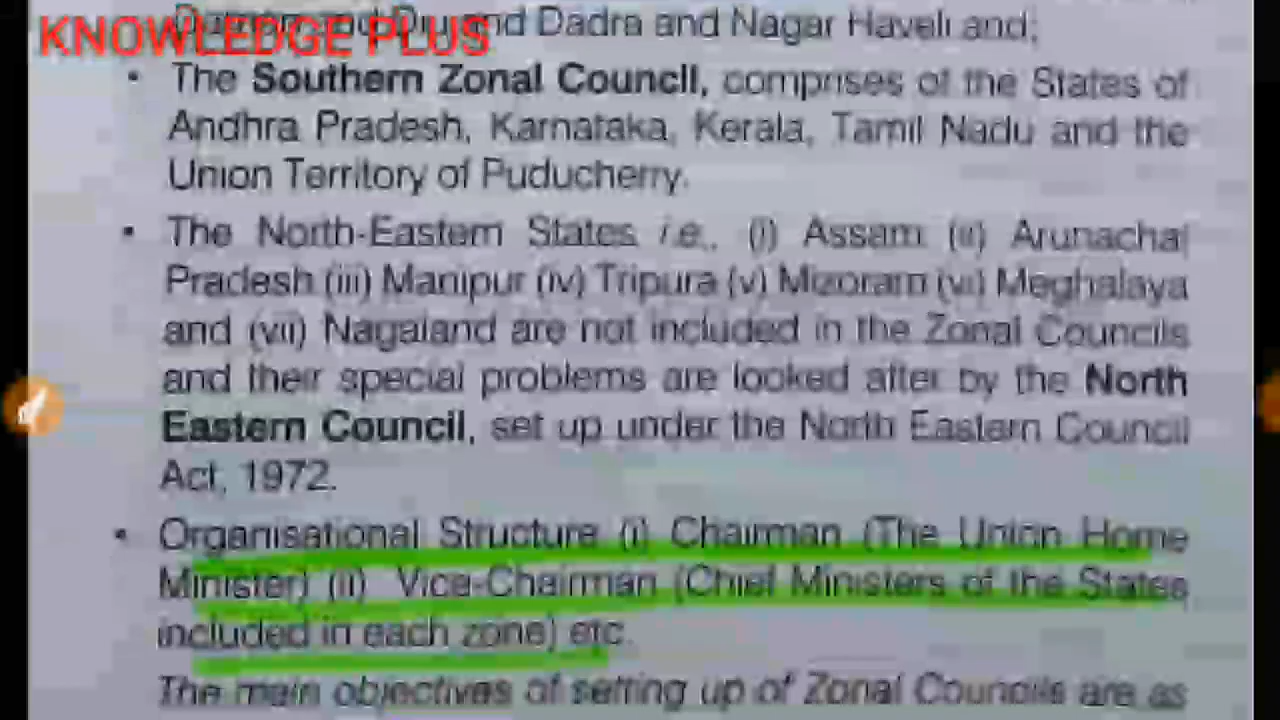 Daman and Diu and Dadra and Nagar Haveli and;
KNOWLEDGE PLUS
• The Southern Zonal Council, comprises of the States of
Andhra Pradesh, Karnataka, Kerala, Tamil Nadu and the
Union Territory of Puducherry.
• The North-Eastern States i.e., (i) Assam (ii) Arunachal
Pradesh (iii) Manipur (iv) Tripura (v) Mizoram (vi) Meghalaya
and (vii) Nagaland are not included in the Zonal Councils
and their special problems are looked after by the North
Eastern Council, set up under the North Eastern Council
Act, 1972.
• Organisational Structure (i) Chairman (The Union Home
Minister) (ii) Vice-Chairman (Chief Ministers of the States
included in each zone) etc.
The main objectives of setting up of Zonal Councils are as